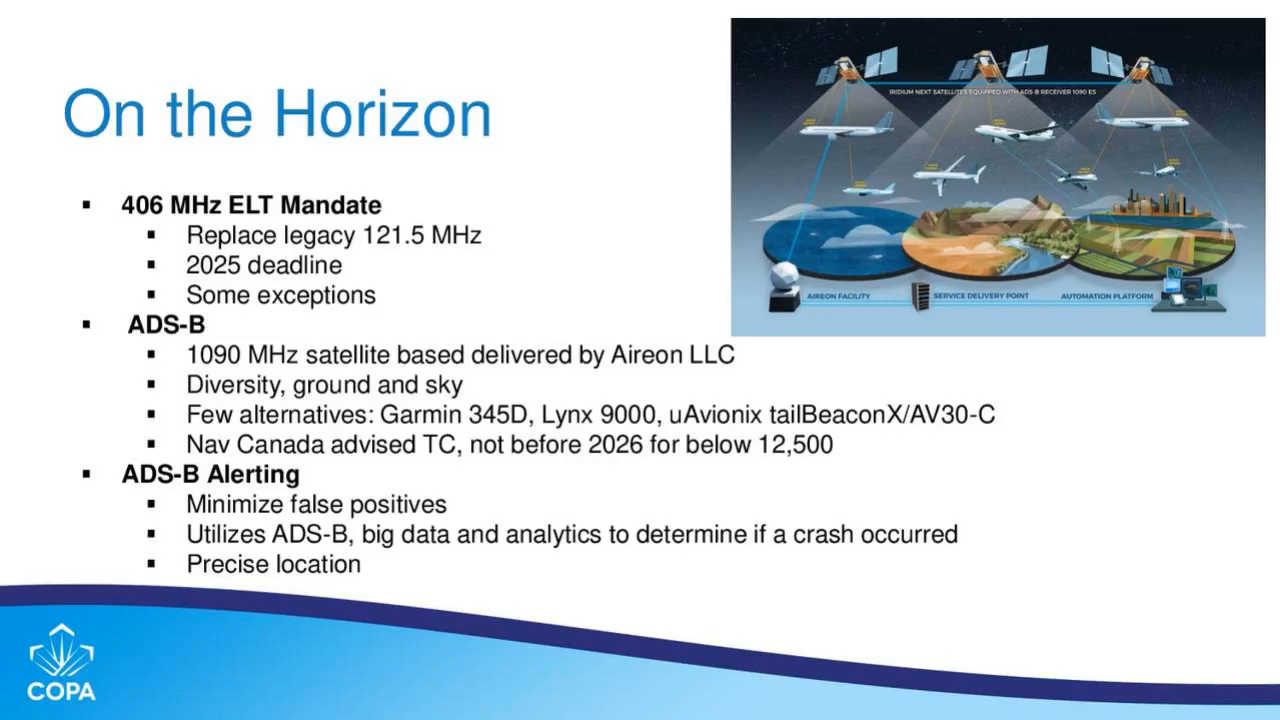 On the Horizon
IRIDIUM NEXT SATELLITES EQUIPPED WITH ADS-B RECEIVER 1090 ES
AIREON FACILITY
SERVICE DELIVERY POINT
AUTOMATION PLATFORM
▪ 406 MHz ELT Mandate
▪ Replace legacy 121.5 MHz
▪ 2025 deadline
▪ Some exceptions
▪ ADS-B
▪ 1090 MHz satellite based delivered by Aireon LLC
▪ Diversity, ground and sky
▪ Few alternatives: Garmin 345D, Lynx 9000, uAvionix tailBeaconX/AV30-C
▪ Nav Canada advised TC, not before 2026 for below 12,500
▪ ADS-B Alerting
▪ Minimize false positives
▪ Utilizes ADS-B, big data and analytics to determine if a crash occurred
▪ Precise location
COPA